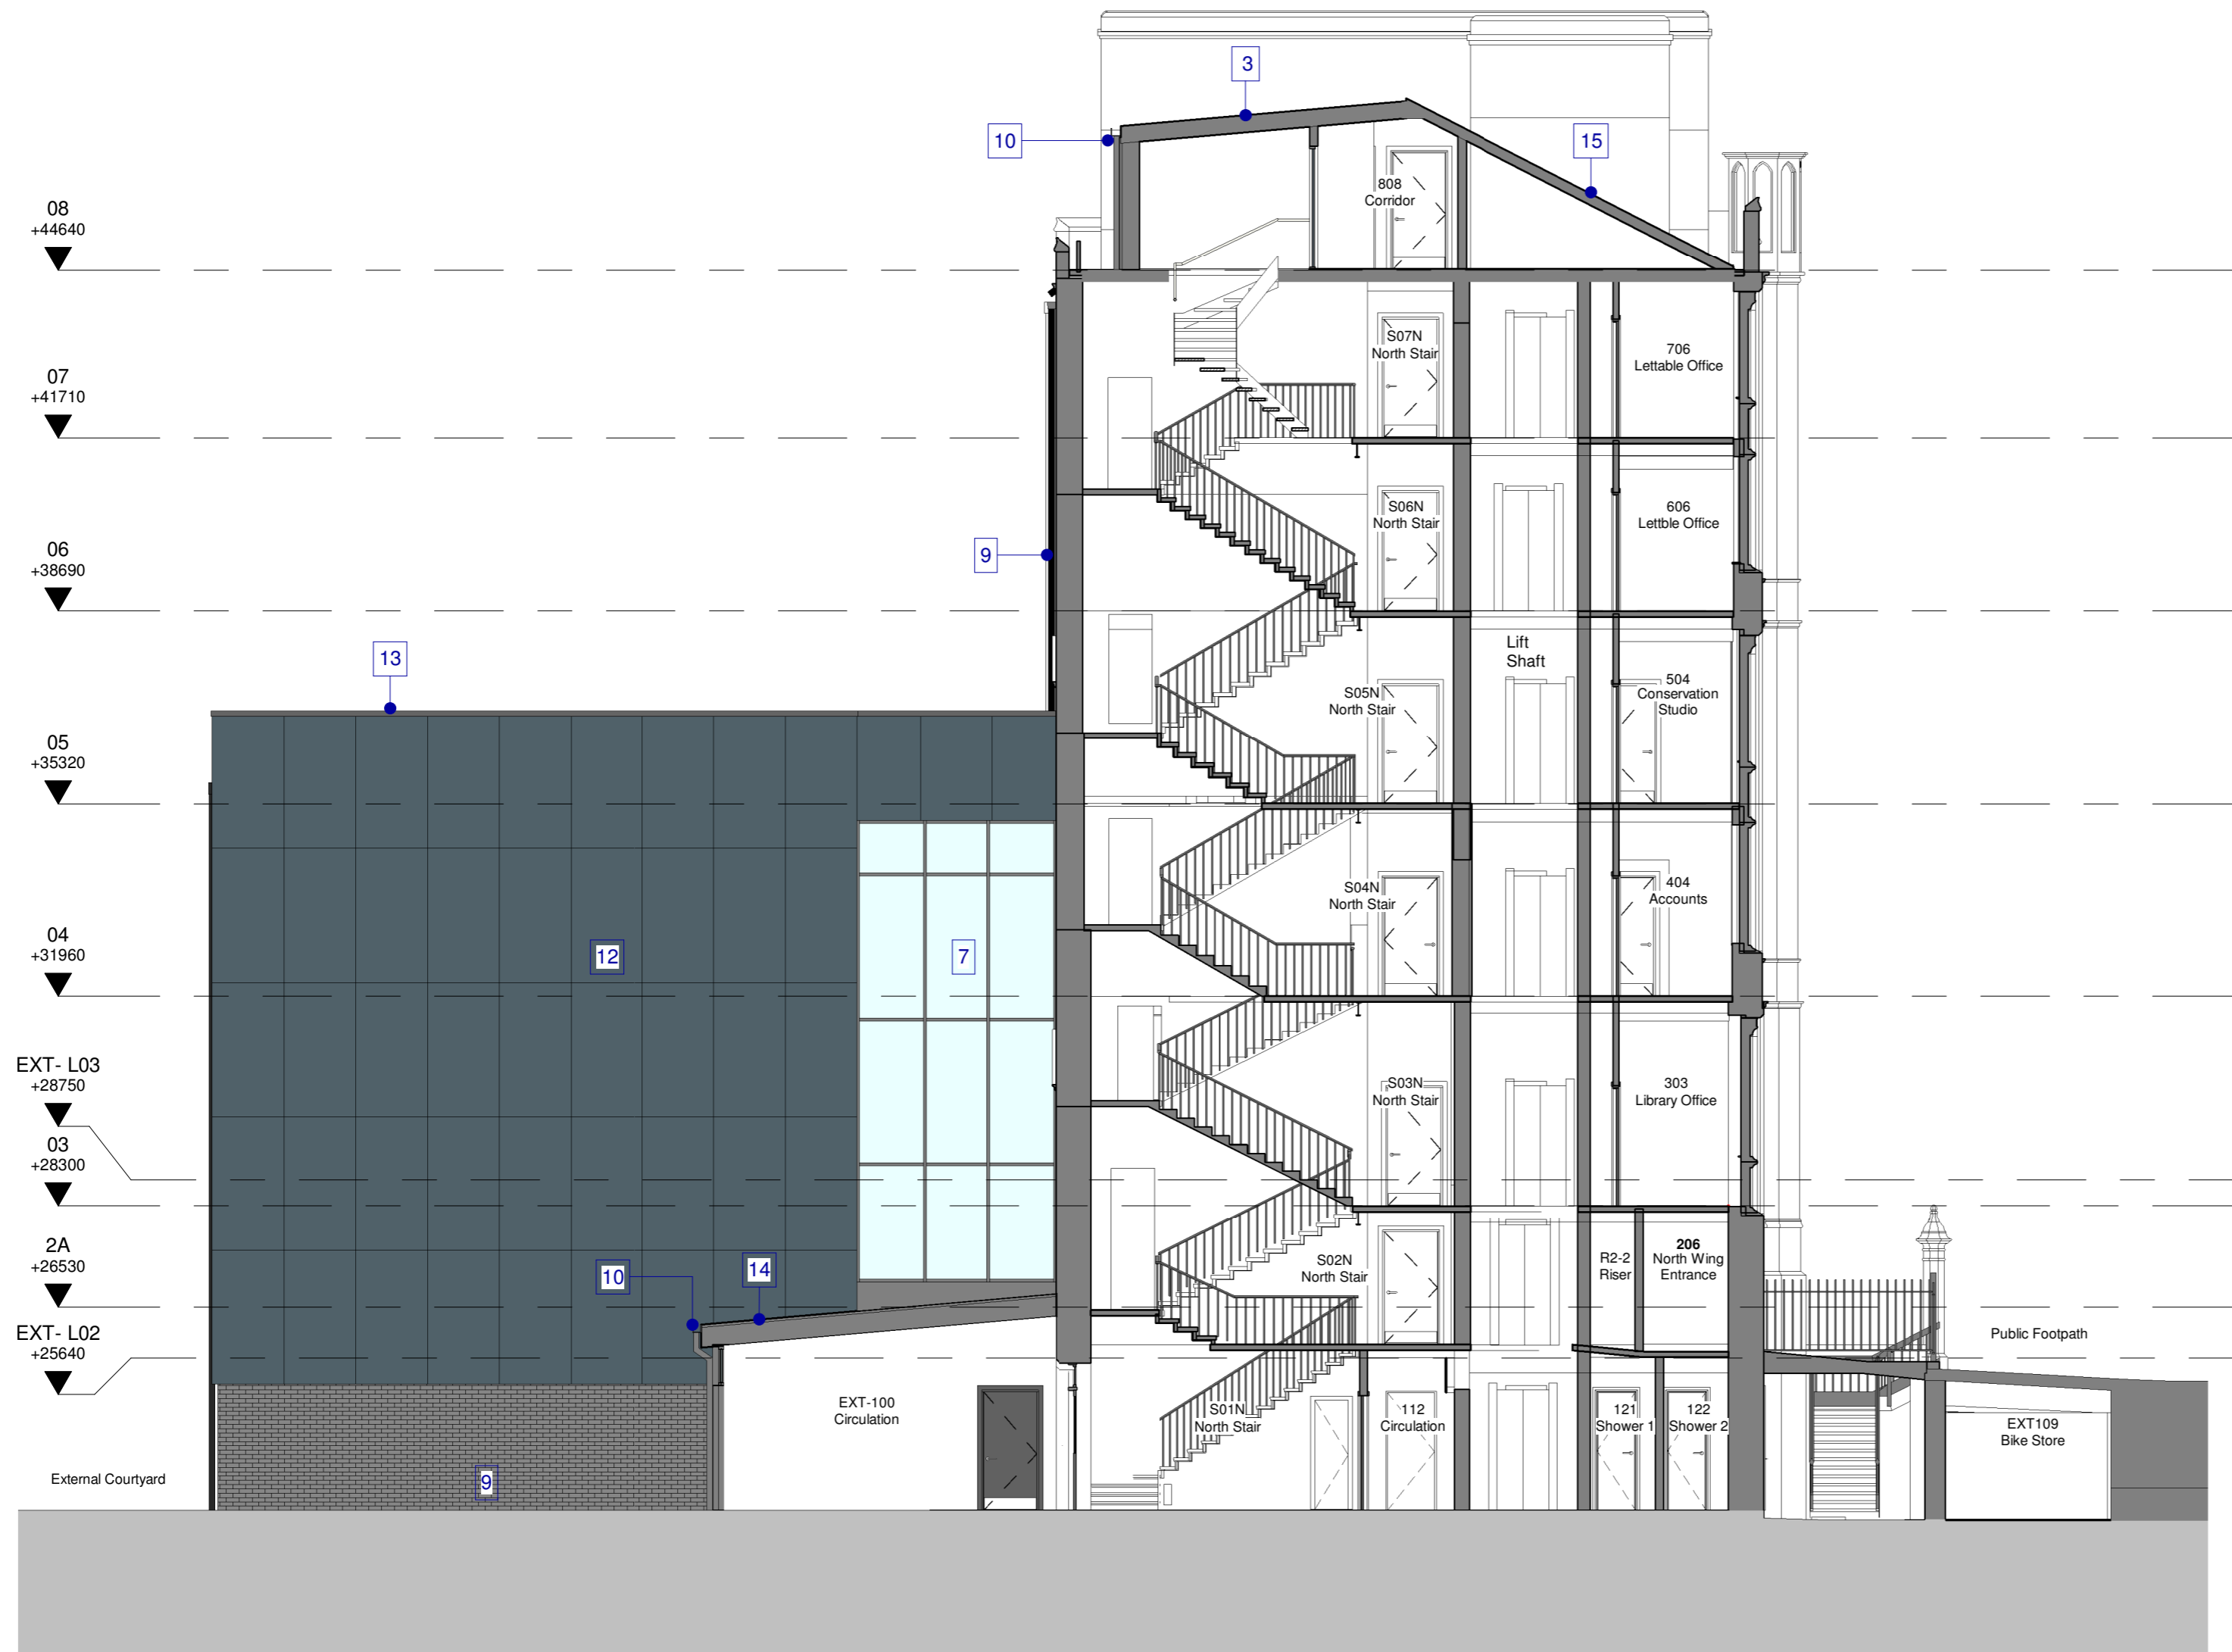 3
10
15
08
+44640
808
Corridor
07
+41710
S07N
North Stair
706
Lettable Office
06
+38690
9
S06N
North Stair
606
Lettble Office
13
Lift
Shaft
05
+35320
S05N
North Stair
504
Conservation
Studio
04
+31960
12
7
S04N
North Stair
404
Accounts
EXT- L03
+28750
03
+28300
S03N
North Stair
303
Library Office
2A
+26530
10
14
S02N
North Stair
R2-2
Riser
206
North Wing
Entrance
EXT- L02
+25640
Public Footpath
EXT-100
Circulation
S01N
North Stair
112
Circulation
121
Shower 1
122
Shower 2
EXT109
Bike Store
External Courtyard
9